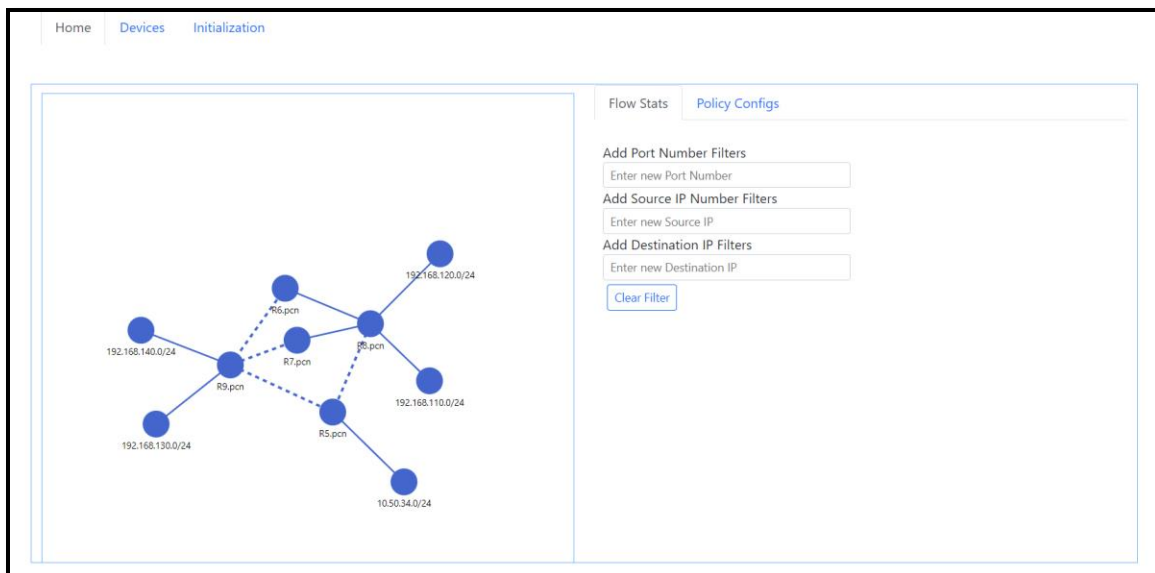 Home Devices Initialization
Flow Stats Policy Configs
Add Port Number Filters
Enter new Port Number
Add Source IP Number Filters
Enter new Source IP
Add Destination IP Filters
Enter new Destination IP
Clear Filter
192.168.120.0/24
R6.pcn
R8.pcn
192.168.140.0/24
R7.pcn
R9.pcn
192.168.110.0/24
R5.pcn
192.168.130.0/24
10.50.34.0/24